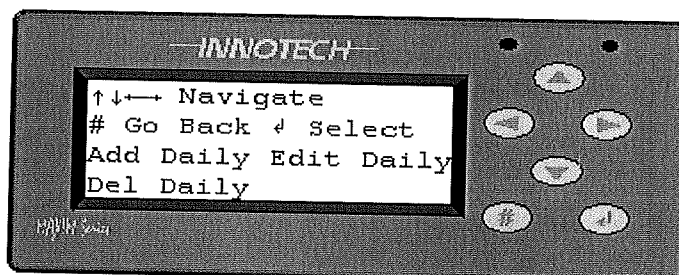 INNOTECH
↑↓←→ Navigate
# Go Back ↲ Select
Add Daily Edit Daily
Del Daily
#